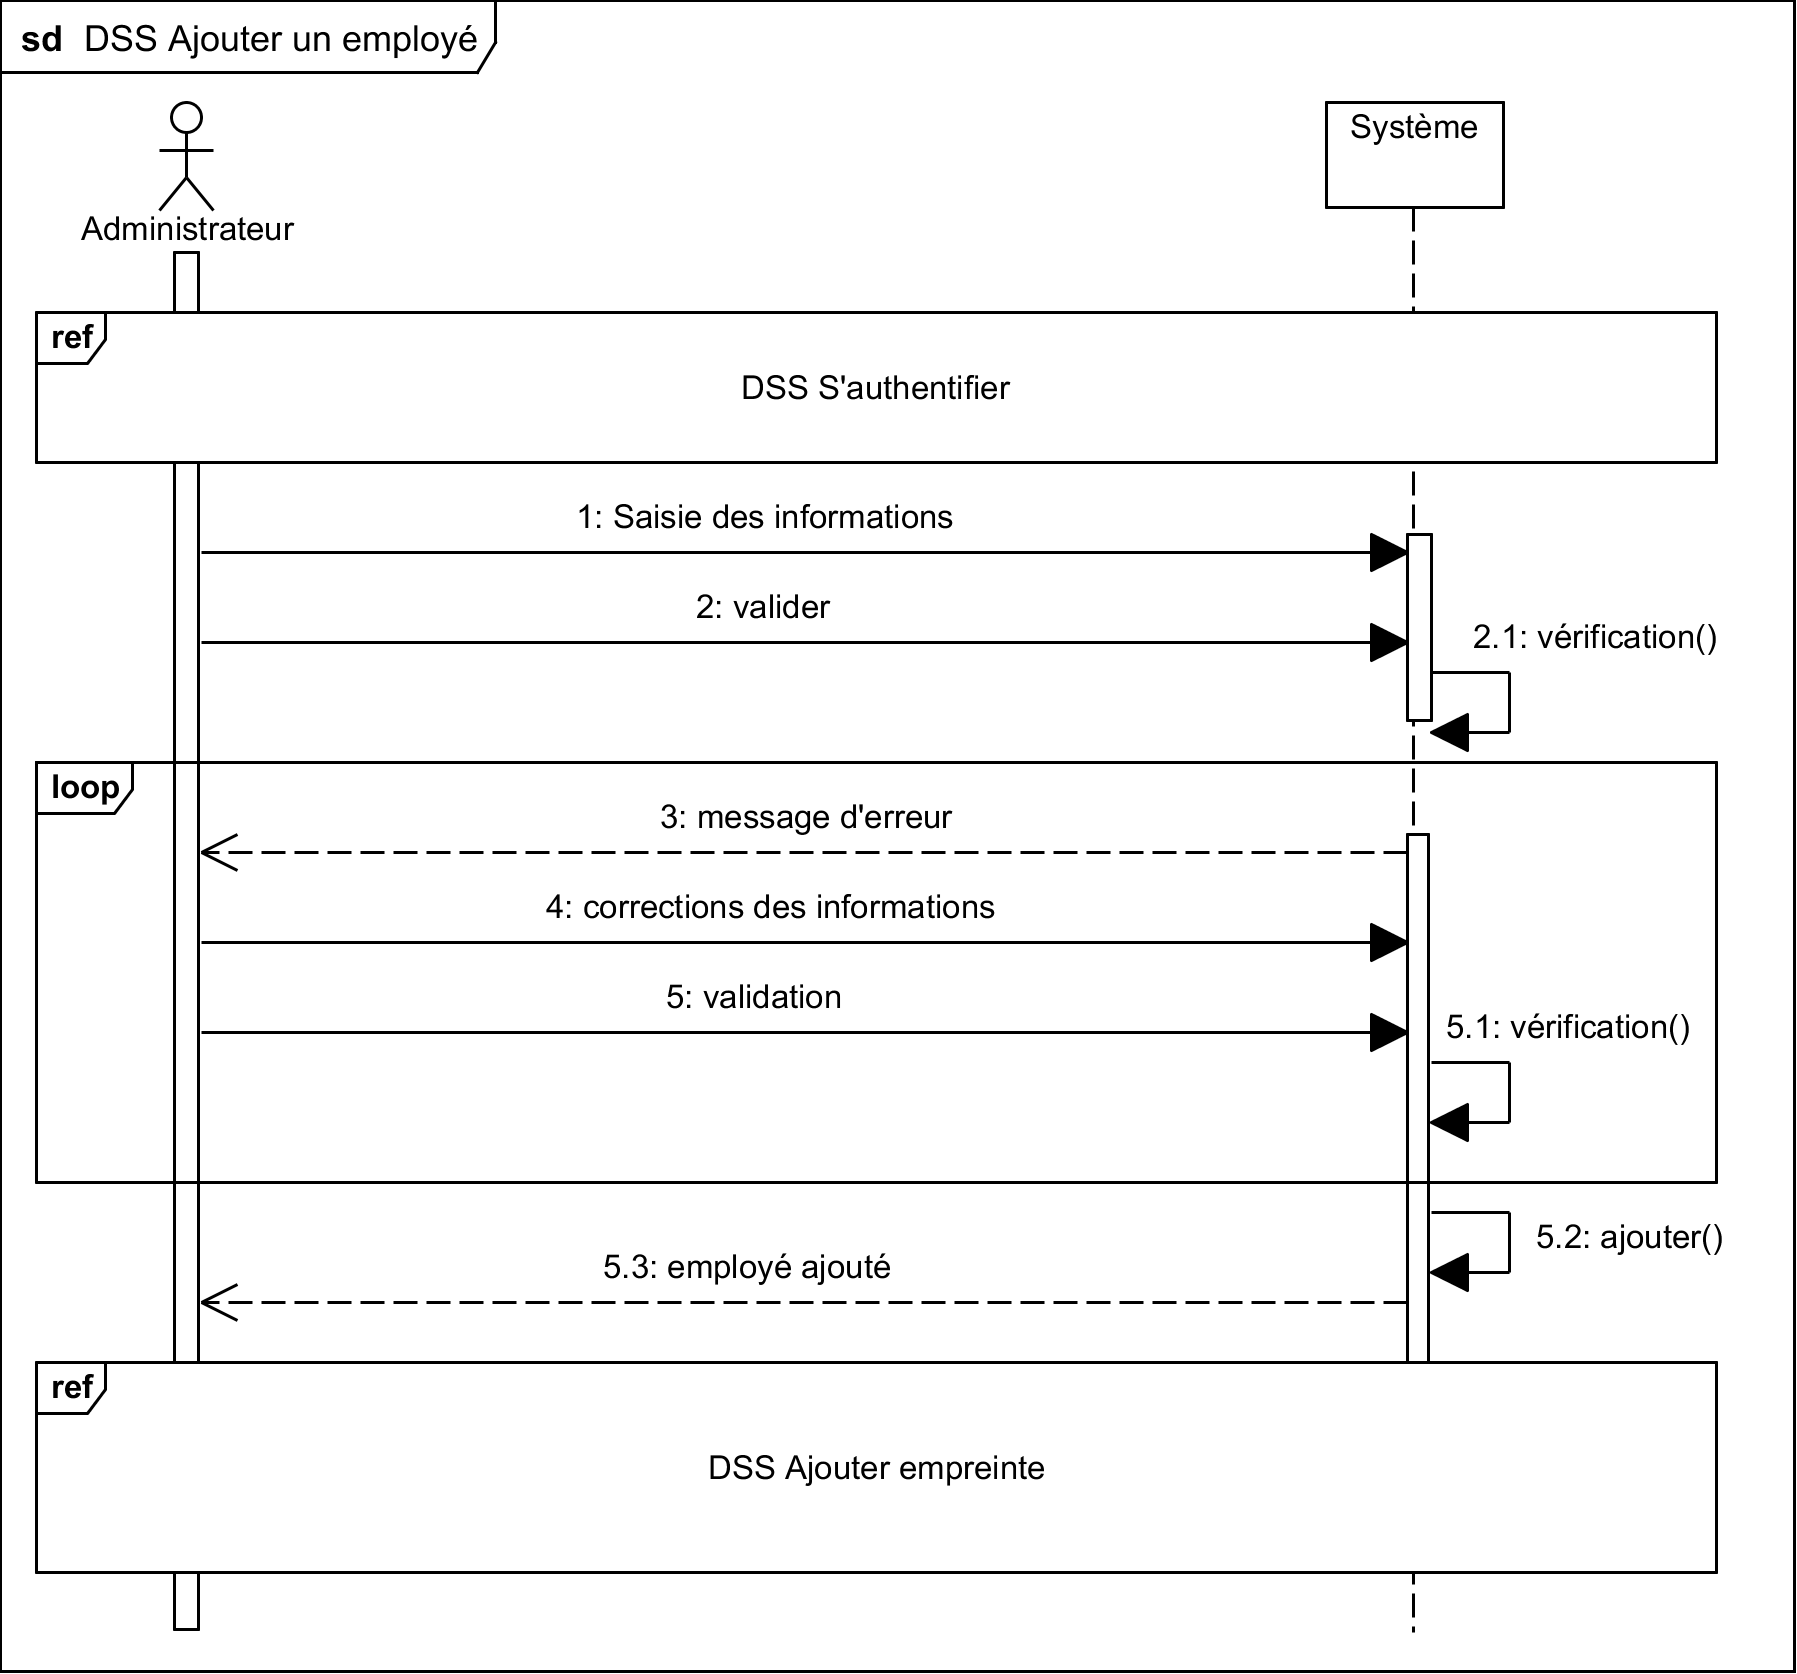 sd DSS Ajouter un employé
Système
Administrateur
ref
DSS S'authentifier
1: Saisie des informations
2: valider
2.1: vérification()
loop
3: message d'erreur
4: corrections des informations
5: validation
5.1: vérification()
5.2: ajouter()
5.3: employé ajouté
ref
DSS Ajouter empreinte